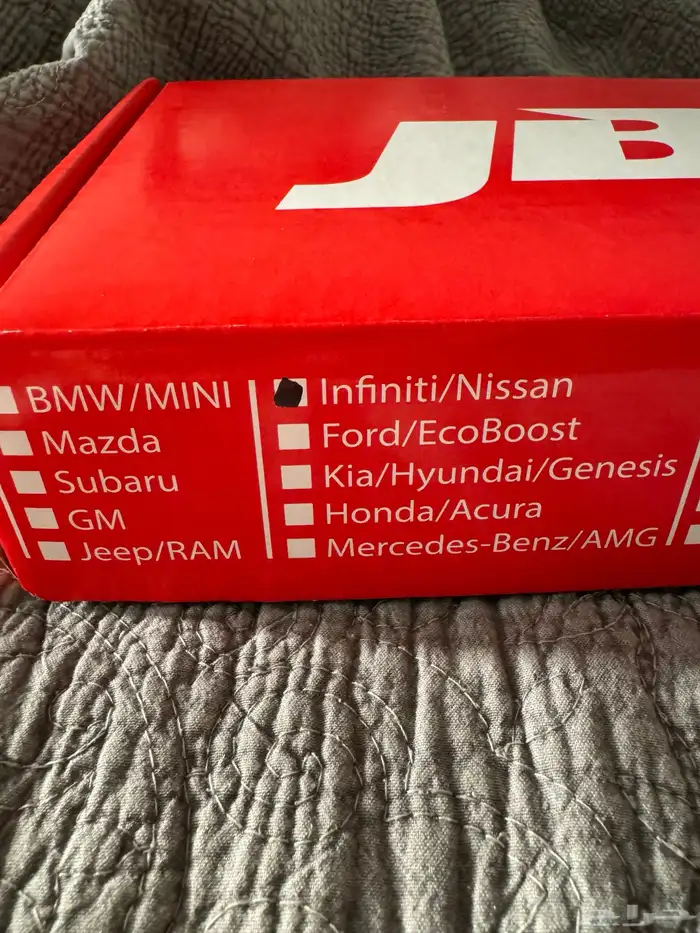 JB
BMW/MINI
Mazda
Subaru
GM
Jeep/RAM
Infiniti/Nissan
Ford/EcoBoost
Kia/Hyundai/Genesis
Honda/Acura
Mercedes-Benz/AMG
حراج